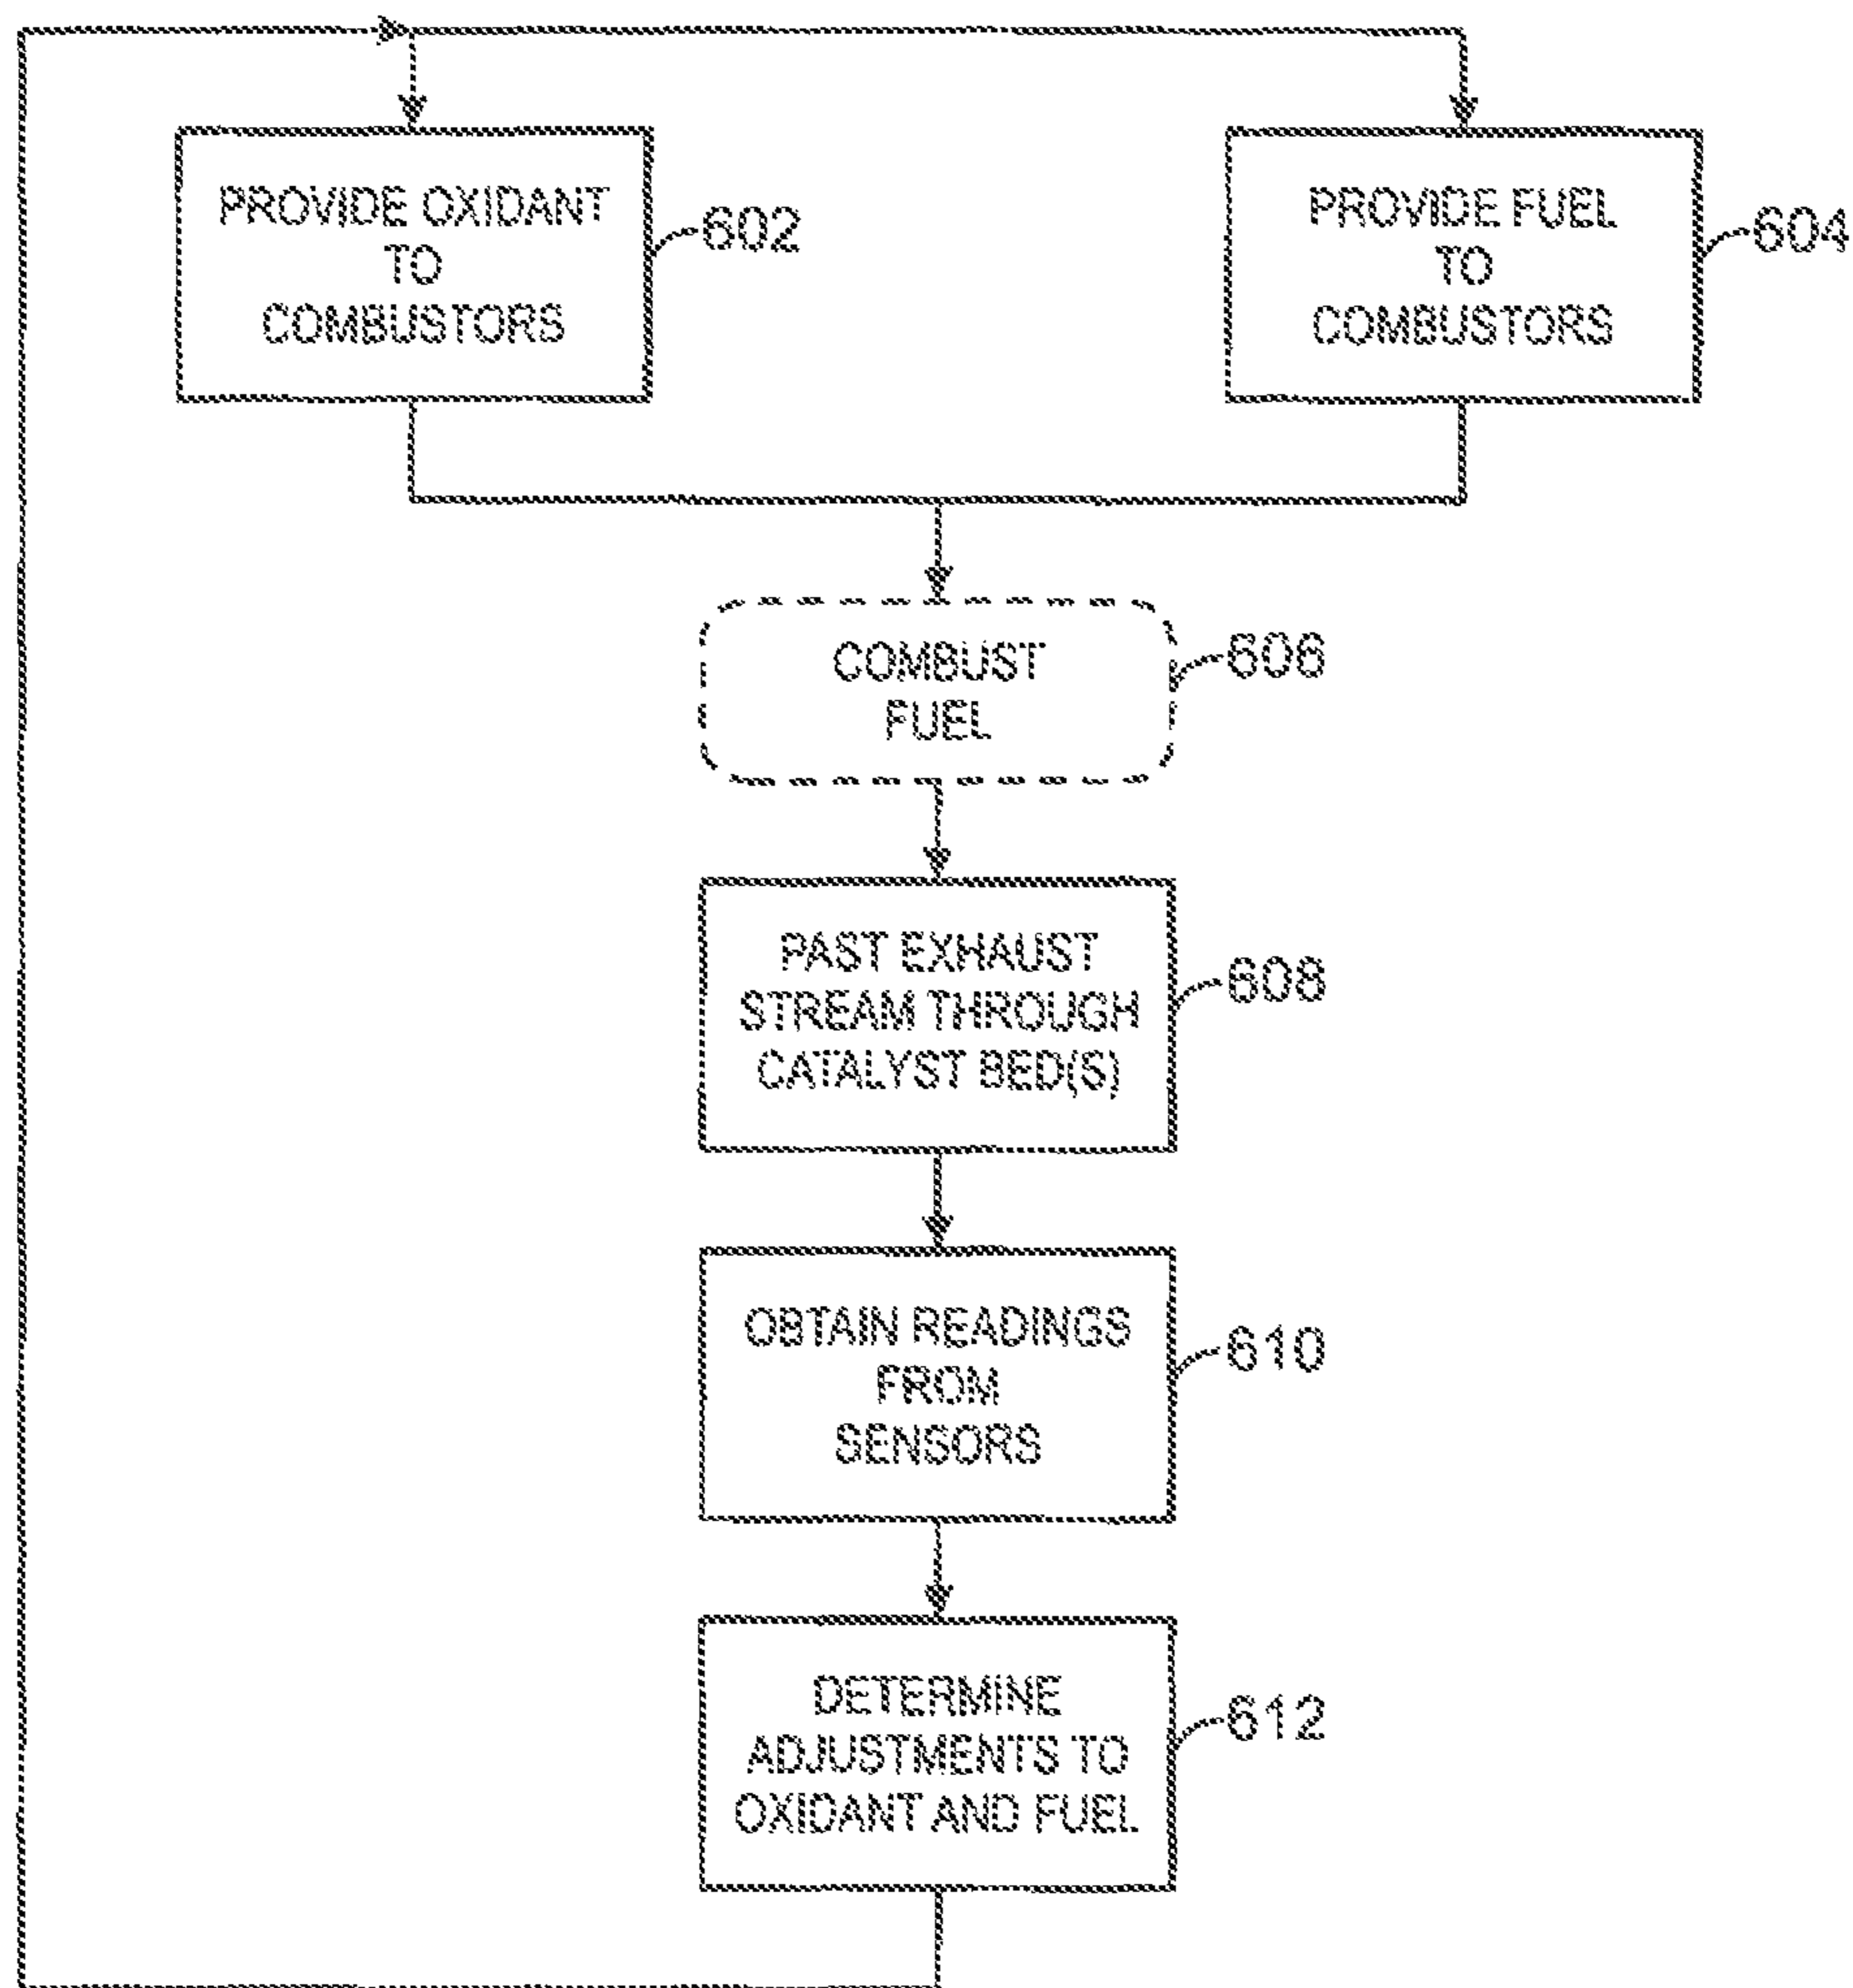 PROVIDE OXIDANT
TO
COMBUSTORS
602
PROVIDE FUEL
TO
COMBUSTORS
604
COMBUST
FUEL
606
PAST EXHAUST
STREAM THROUGH
CATALYST BED(S)
608
OBTAIN READINGS
FROM
SENSORS
610
DETERMINE
ADJUSTMENTS TO
OXIDANT AND FUEL
612